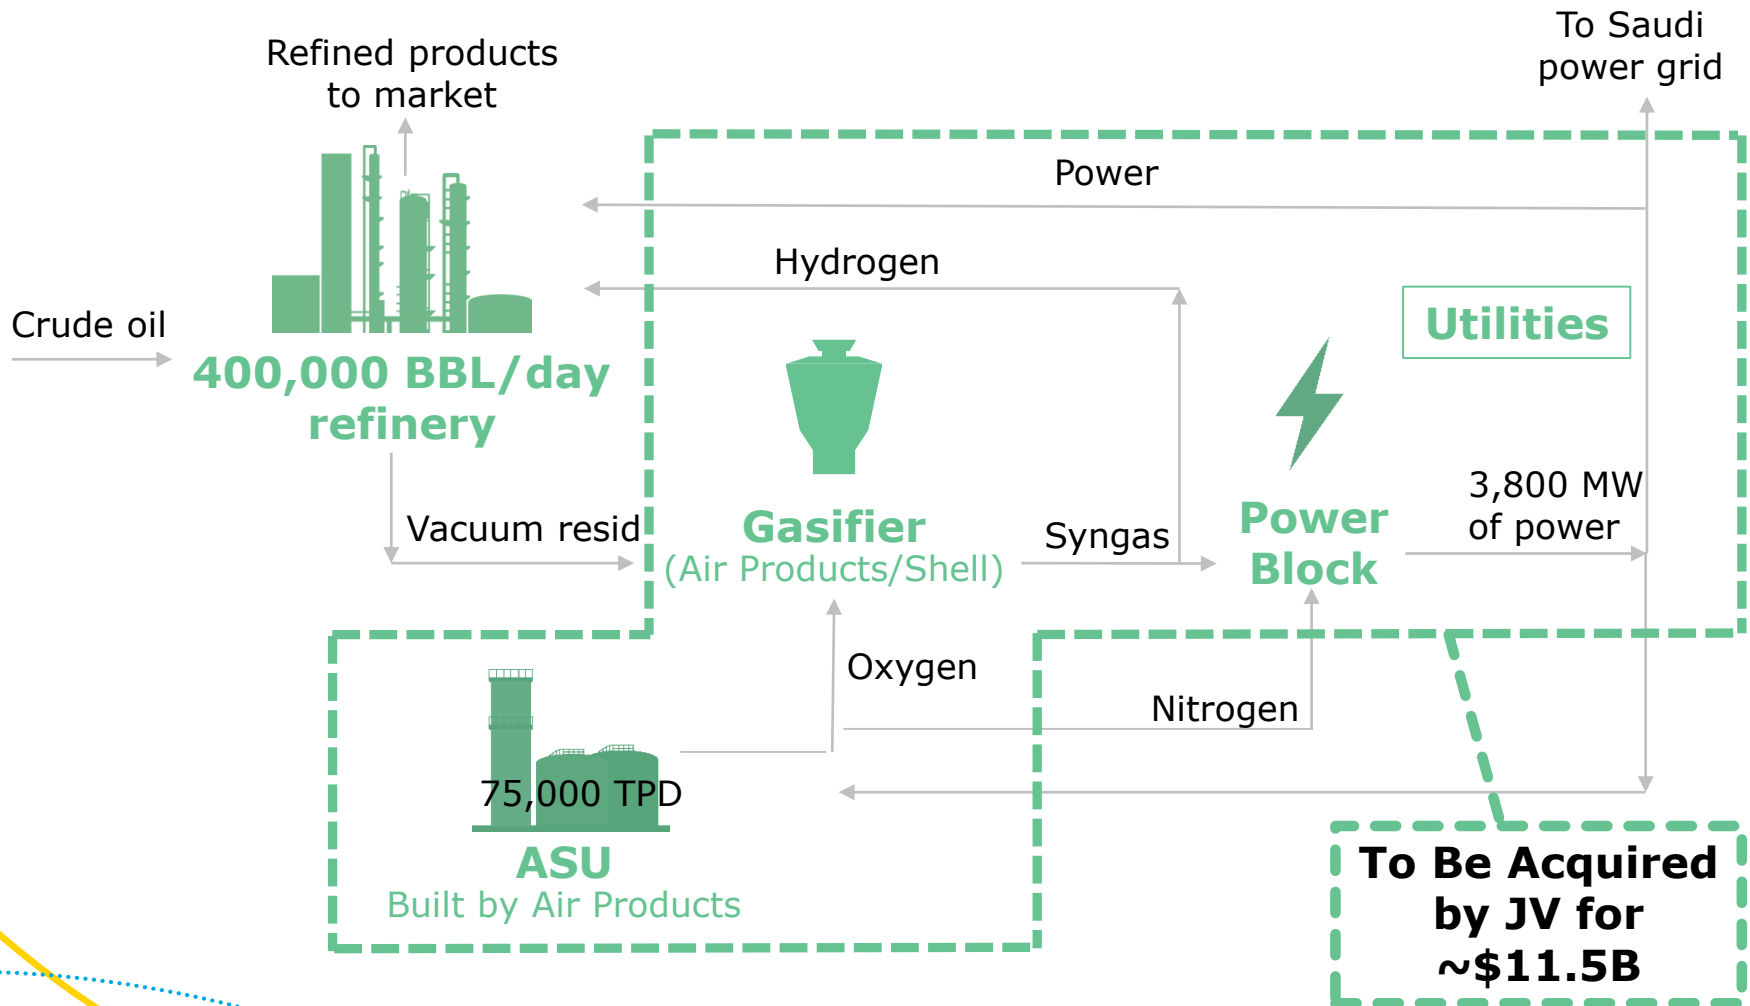 To Saudi
power grid
Refined products
to market
Power
Hydrogen
Utilities
Crude oil
400,000 BBL/day
refinery
3,800 MW
of power
Vacuum resid
Gasifier
(Air Products/Shell)
Syngas
Power
Block
Oxygen
Nitrogen
75,000 TPD
ASU
Built by Air Products
To Be Acquired
by JV for
~$11.5B